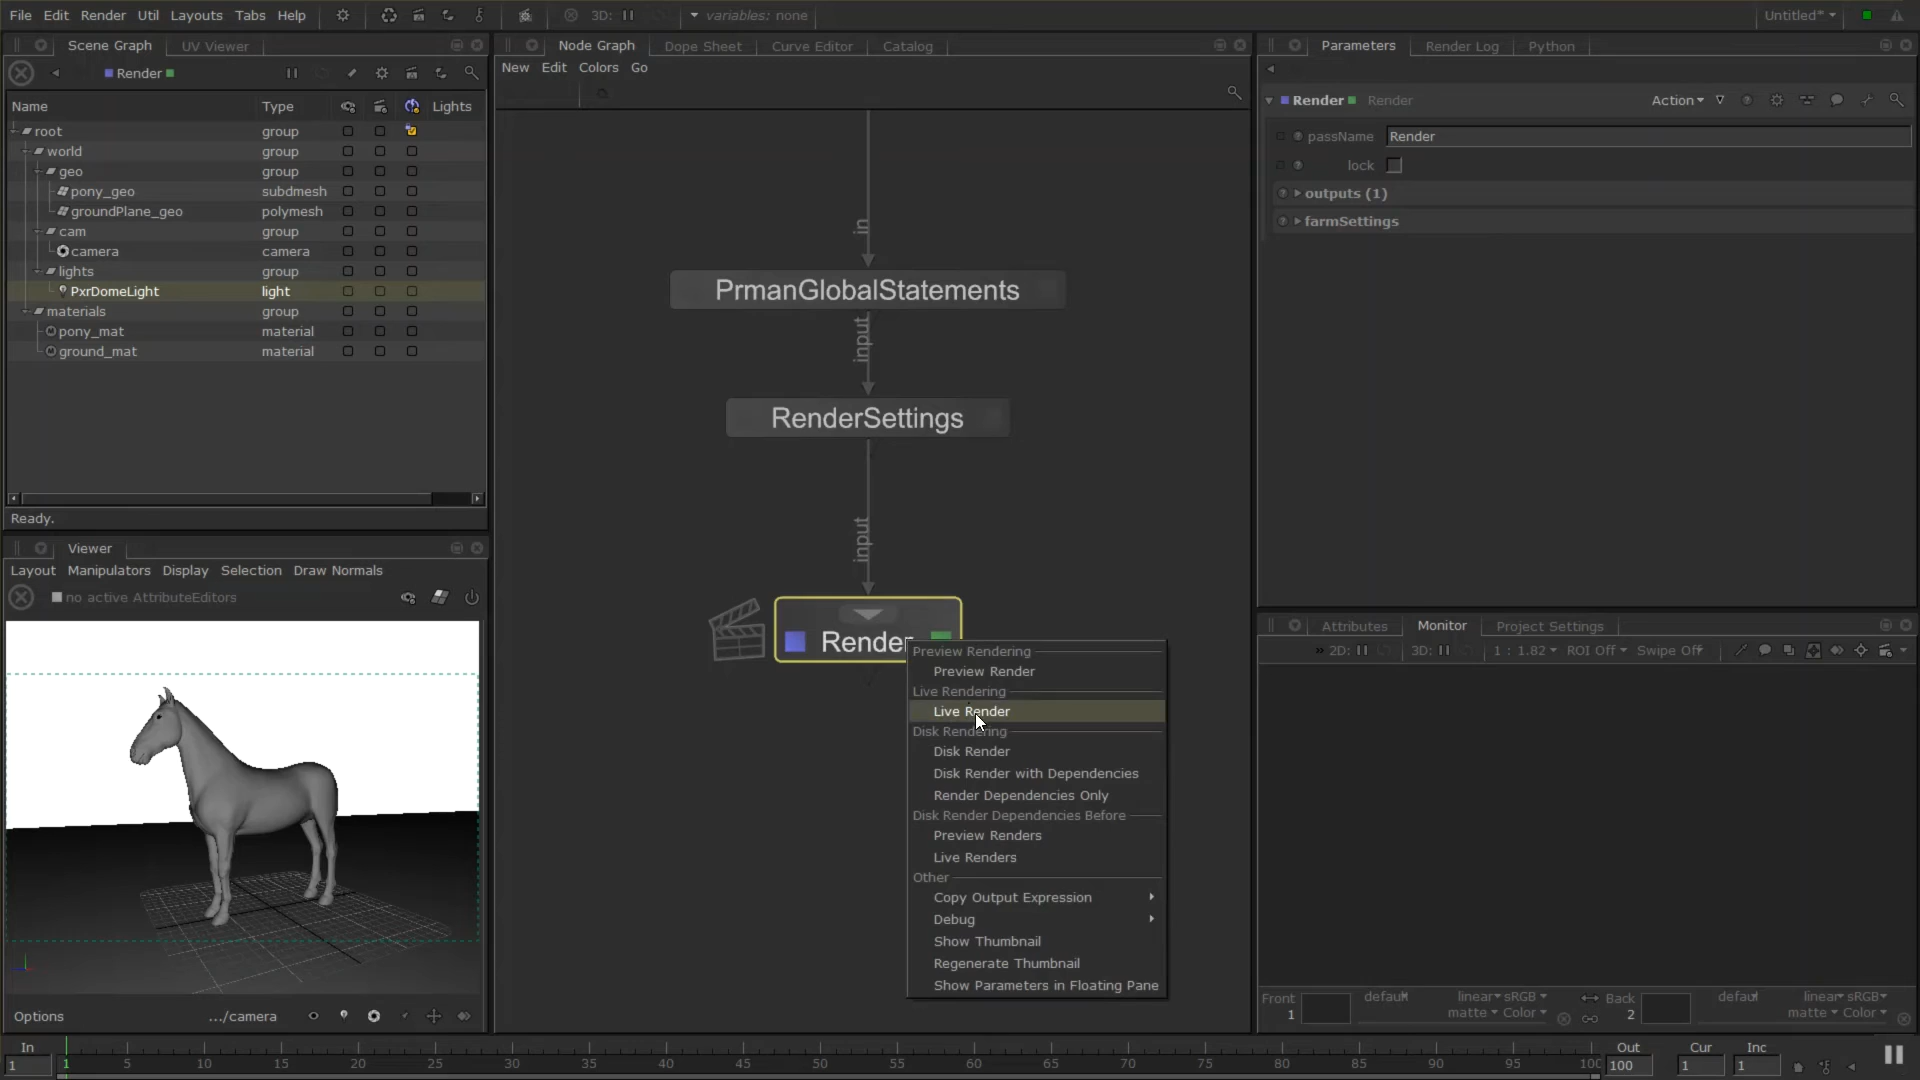 File Edit Render Util Layouts Tabs Help 3D: variables: none Untitled*
Scene Graph UV Viewer
Render
Name Type Lights
root group
world group
geo group
pony_geo subdmesh
groundPlane_geo polymesh
cam group
camera camera
lights group
PxrDomeLight light
materials group
pony_mat material
ground_mat material
Ready.
Viewer
Layout Manipulators Display Selection Draw Normals
no active AttributeEditors
Options .../camera
Node Graph Dope Sheet Curve Editor Catalog
New Edit Colors Go
in
PrmanGlobalStatements
input
RenderSettings
input
Render
Preview Rendering
Preview Render
Live Rendering
Live Render
Disk Rendering
Disk Render
Disk Render with Dependencies
Render Dependencies Only
Disk Render Dependencies Before
Preview Renders
Live Renders
Other
Copy Output Expression
Debug
Show Thumbnail
Regenerate Thumbnail
Show Parameters in Floating Pane
Parameters Render Log Python
Render Render Action
passName Render
lock
outputs (1)
farmSettings
Attributes Monitor Project Settings
» 2D: 3D: 1 : 1.82 ROI Off Swipe Off
Front linear sRGB Back linear sRGB
1 matte Color 2 matte Color
In Out Cur Inc
1 1 5 10 15 20 25 30 35 40 45 50 55 60 65 70 75 80 85 90 95 100 1 1